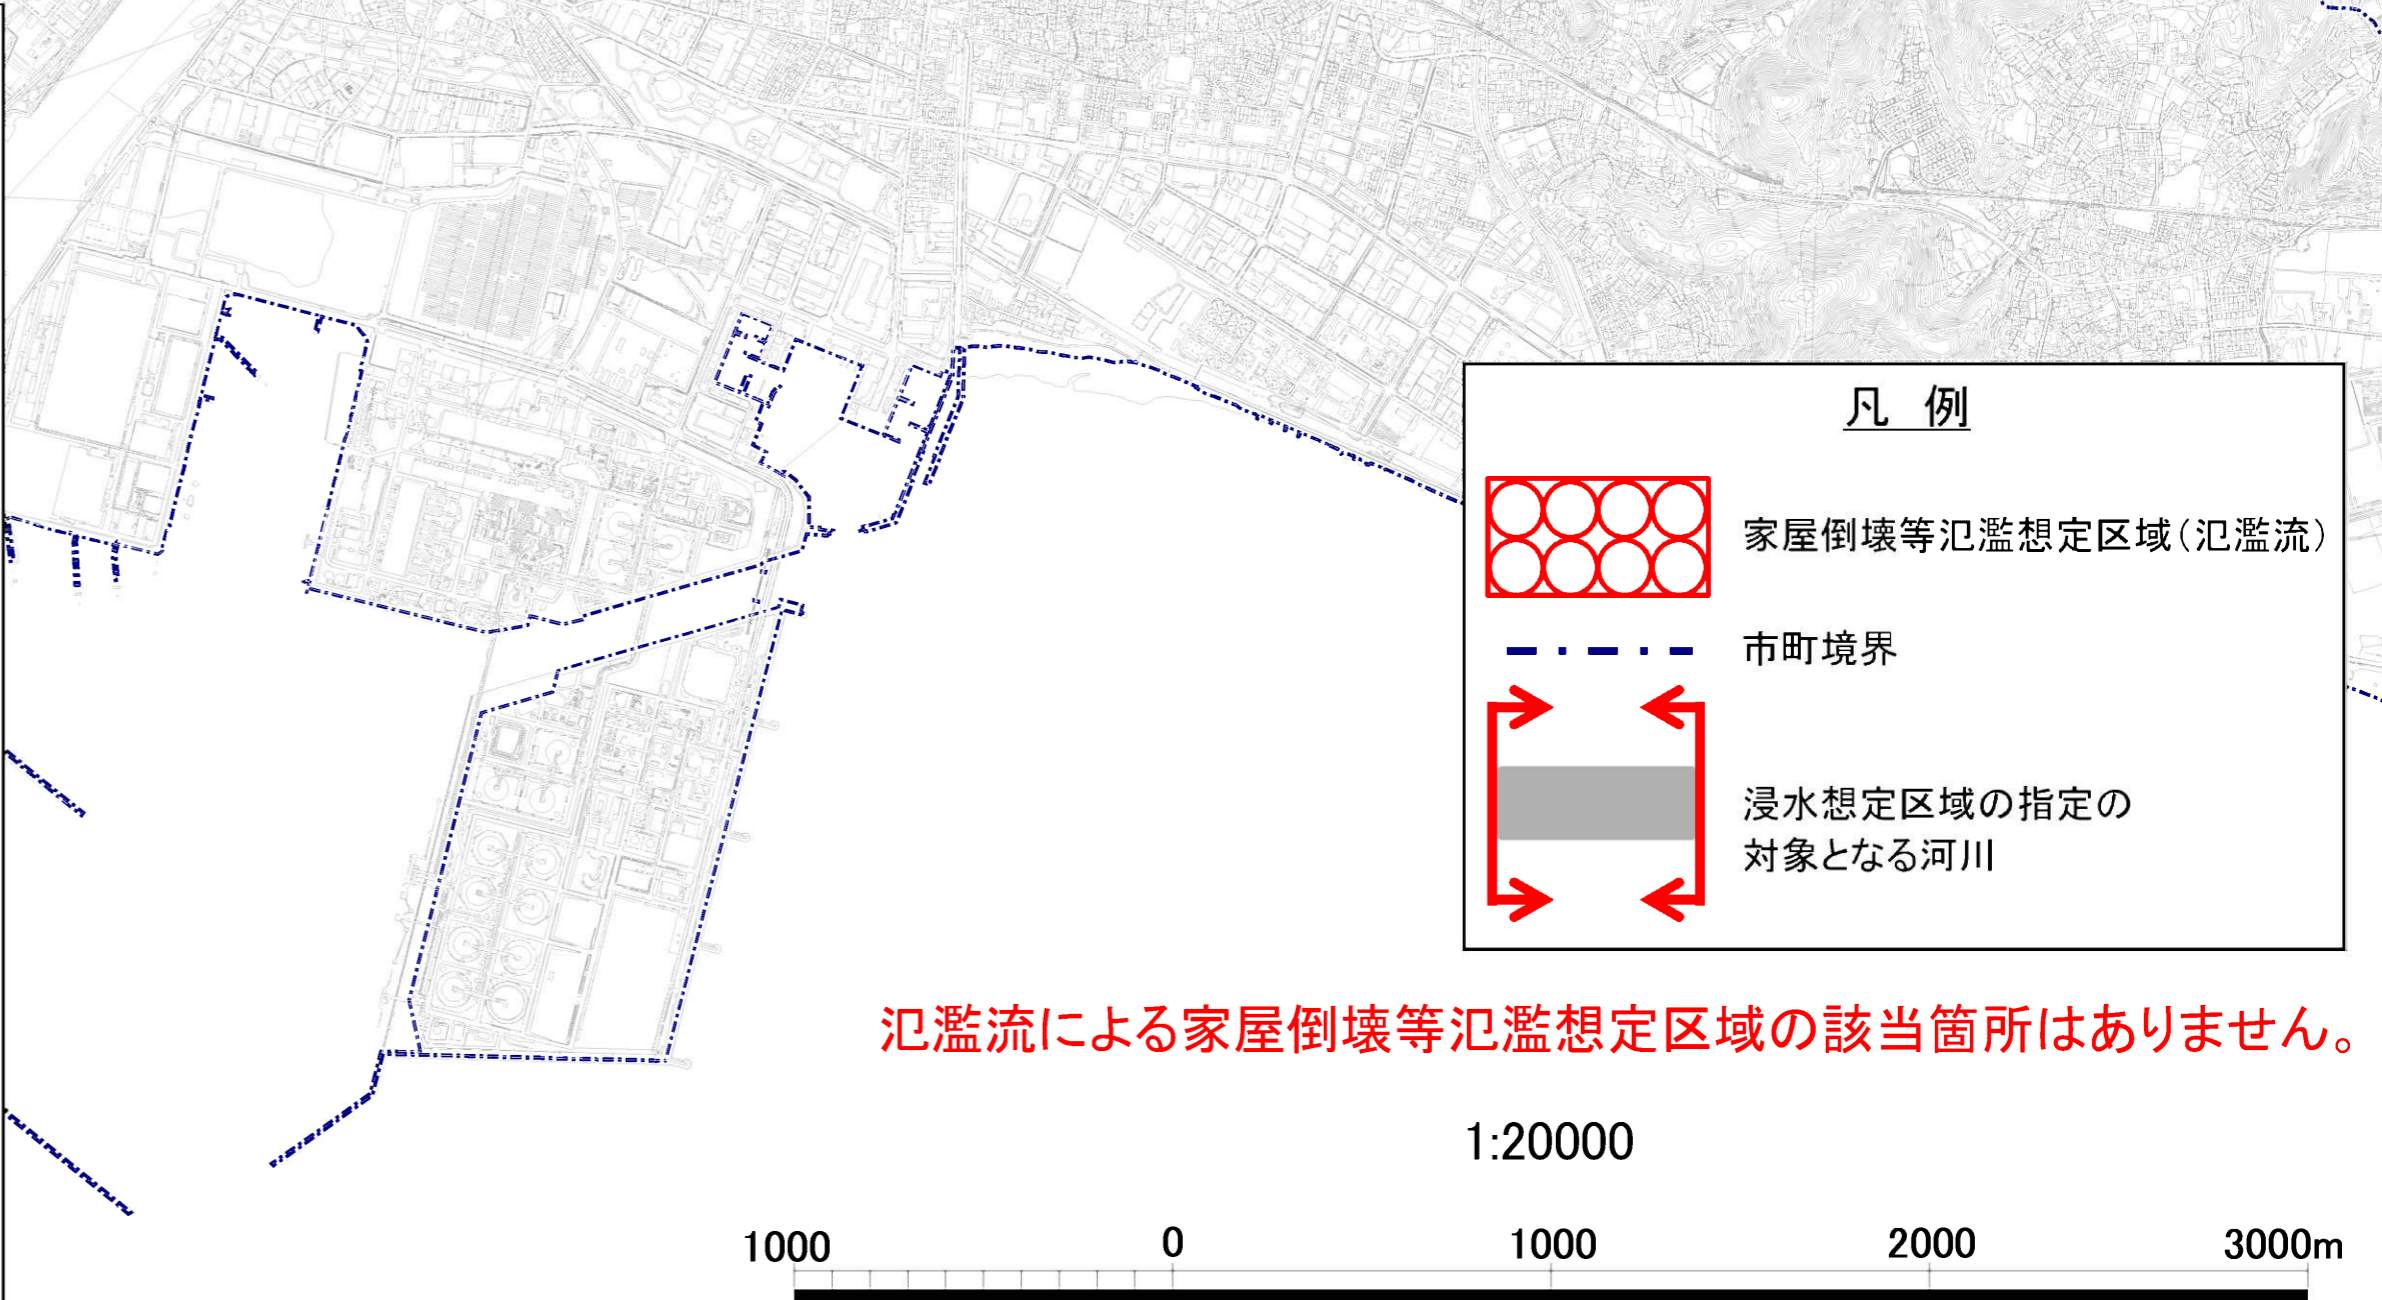 凡 例
家屋倒壊等氾濫想定区域(氾濫流)
市町境界
浸水想定区域の指定の
対象となる河川
氾濫流による家屋倒壊等氾濫想定区域の該当箇所はありません。
1:20000
1000 0 1000 2000 3000m